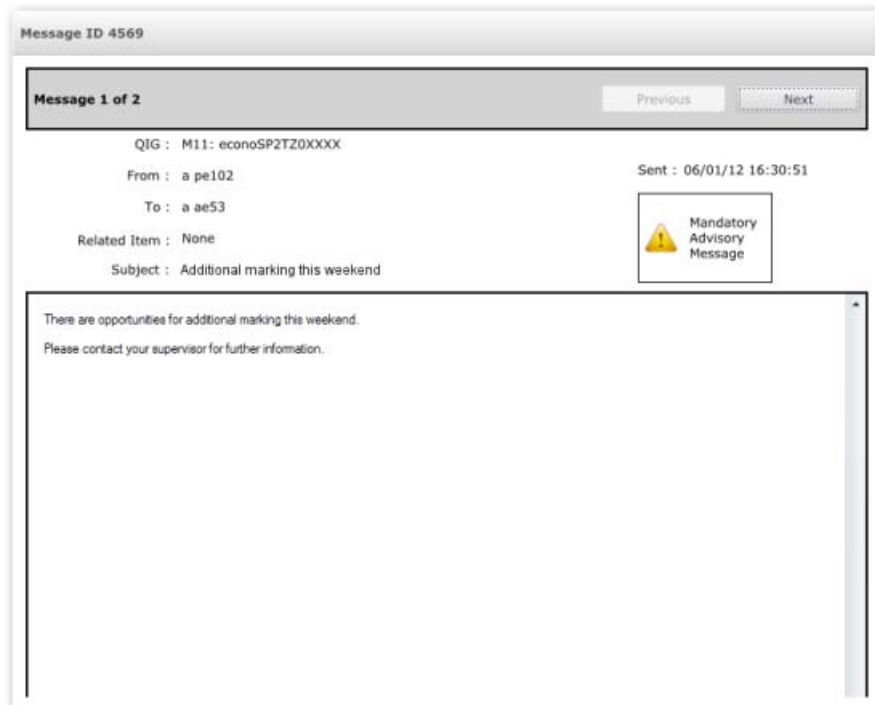 Message ID 4569
Message 1 of 2
Previous
Next
QIG : M11: econoSP2TZ0XXXX
From : a pe102
Sent : 06/01/12 16:30:51
To : a ae53
Mandatory
Advisory
Message
Related Item : None
Subject : Additional marking this weekend
There are opportunities for additional marking this weekend.
Please contact your supervisor for further information.